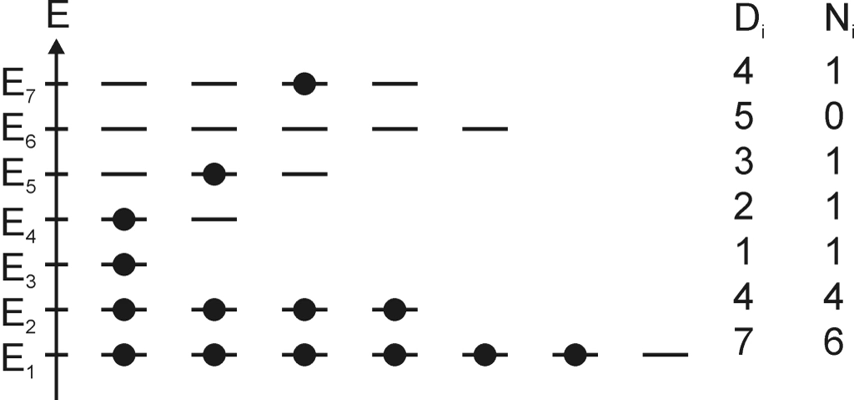 E Dᵢ Nᵢ
E₇ 4 1
E₆ 5 0
E₅ 3 1
E₄ 2 1
E₃ 1 1
E₂ 4 4
E₁ 7 6